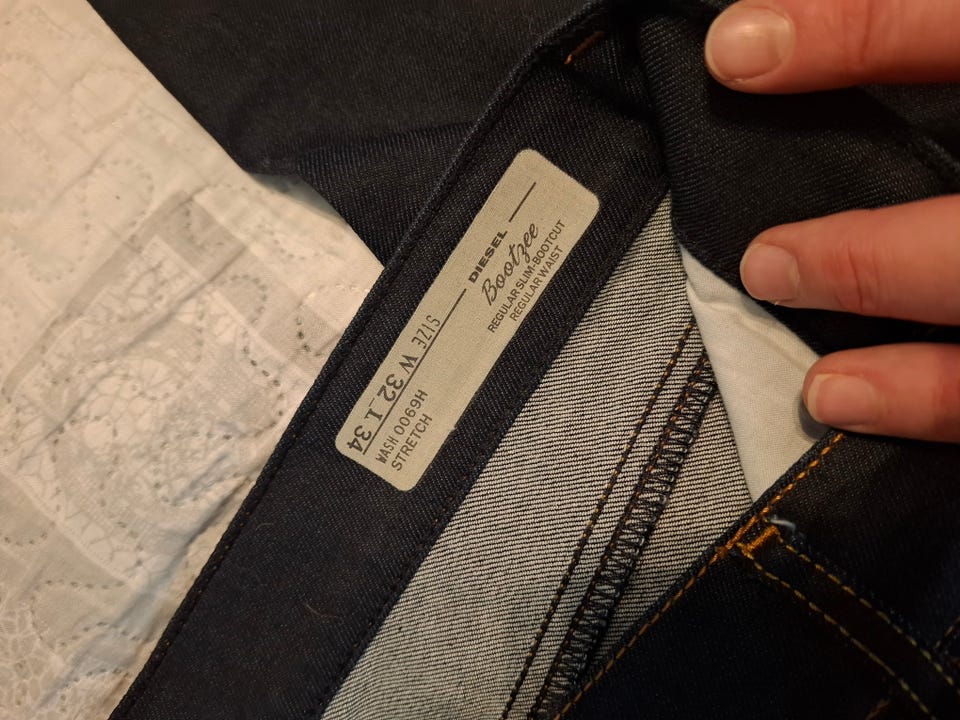 DIESEL
Bootzee
REGULAR SLIM-BOOTCUT
REGULAR WAIST
SIZE
W 32 I 34
WASH 0069H
STRETCH